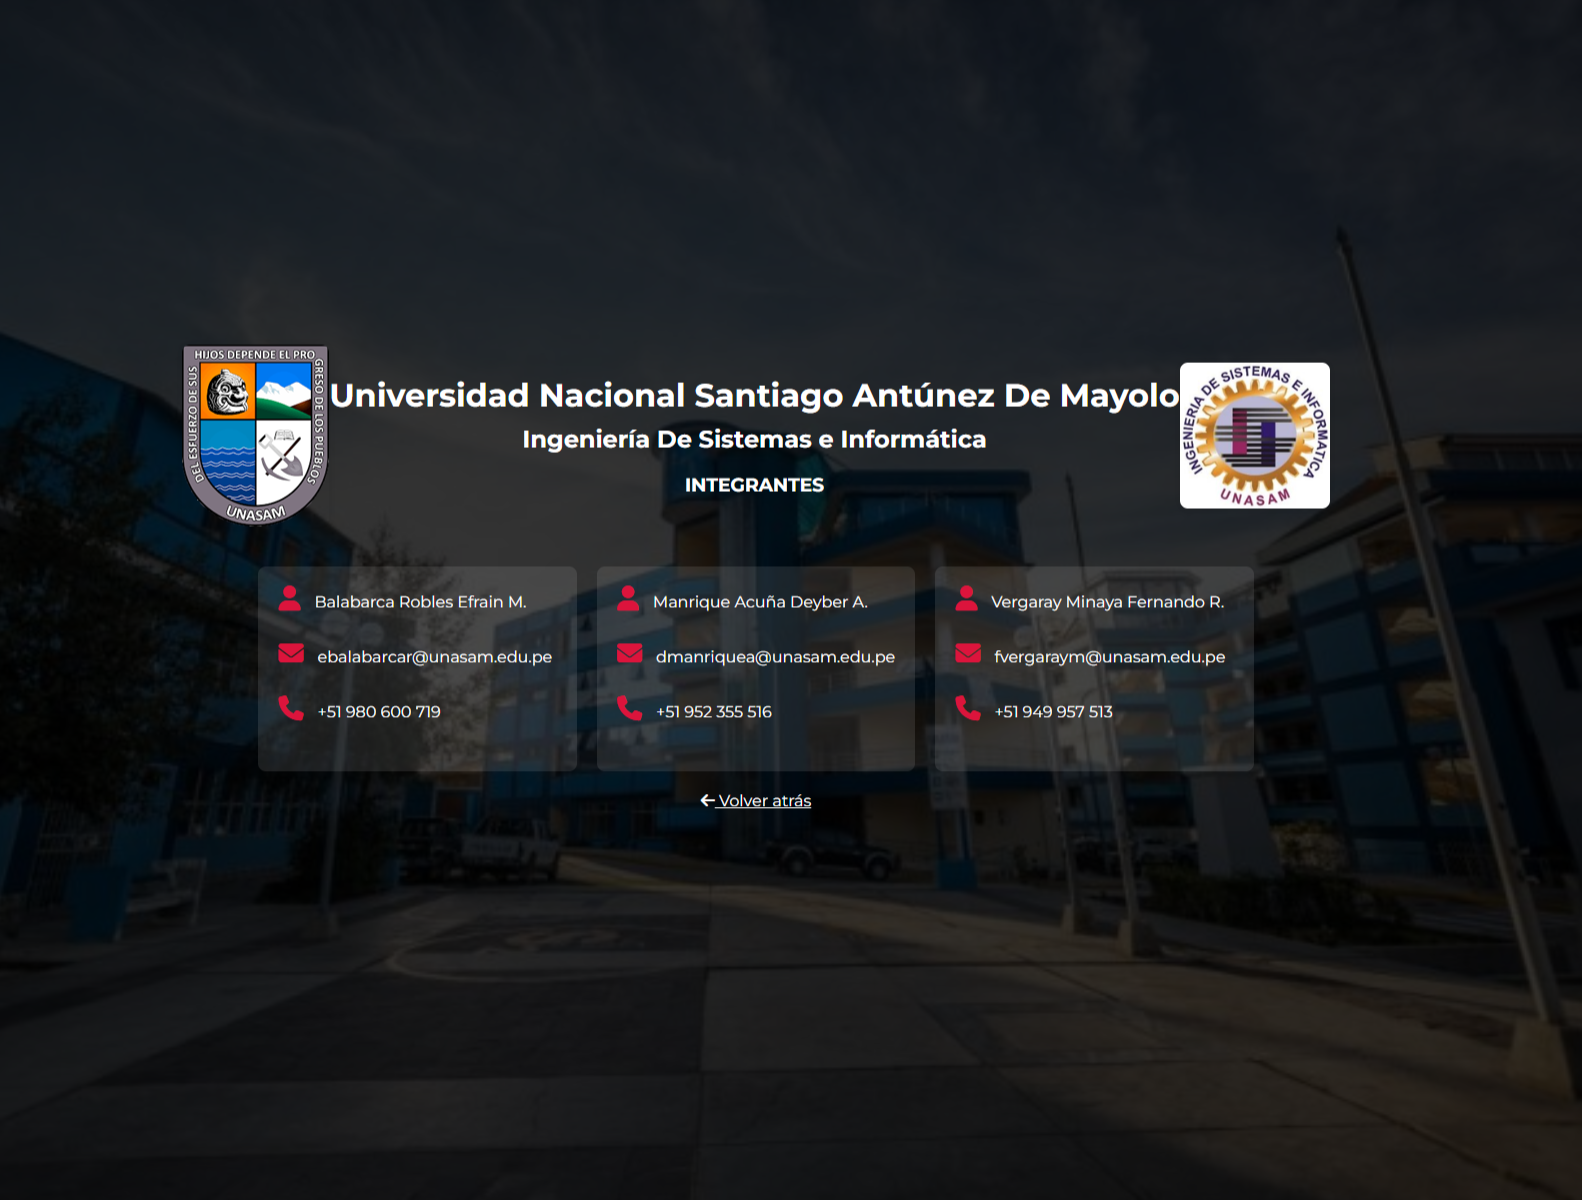 HIJOS DEPENDE EL PRO
GRESO DE LOS PUEBLOS
DEL ESFUERZO DE SUS
UNASAM
Universidad Nacional Santiago Antúnez De Mayolo
Ingeniería De Sistemas e Informática
INTEGRANTES
INGENIERIA DE SISTEMAS E INFORMATICA
UNASAM
Balabarca Robles Efrain M.
ebalabarcar@unasam.edu.pe
+51 980 600 719
Manrique Acuña Deyber A.
dmanriquea@unasam.edu.pe
+51 952 355 516
Vergaray Minaya Fernando R.
fvergaraym@unasam.edu.pe
+51 949 957 513
Volver atrás